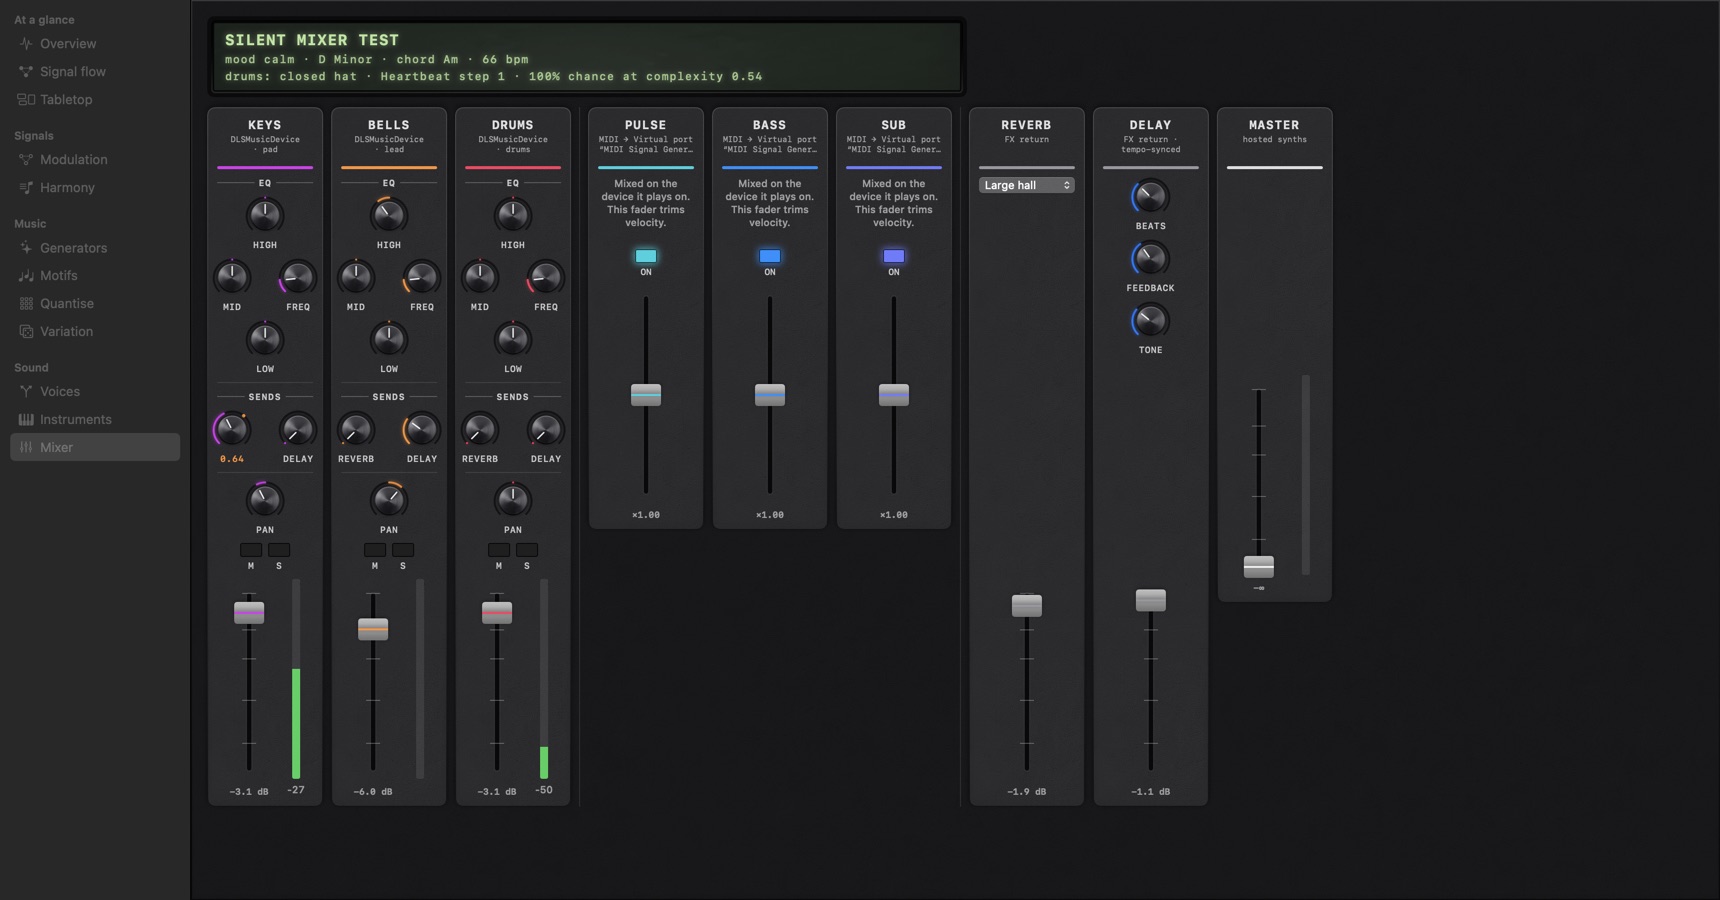 At a glance
Overview
Signal flow
Tabletop
Signals
Modulation
Harmony
Music
Generators
Motifs
Quantise
Variation
Sound
Voices
Instruments
Mixer
SILENT MIXER TEST
mood calm · D Minor · chord Am · 66 bpm
drums: closed hat · Heartbeat step 1 · 100% chance at complexity 0.54
KEYS
DLSMusicDevice
· pad
EQ
HIGH
MID FREQ
LOW
SENDS
0.64 DELAY
PAN
M S
-3.1 dB -27
BELLS
DLSMusicDevice
· lead
EQ
HIGH
MID FREQ
LOW
SENDS
REVERB DELAY
PAN
M S
-6.0 dB
DRUMS
DLSMusicDevice
· drums
EQ
HIGH
MID FREQ
LOW
SENDS
REVERB DELAY
PAN
M S
-3.1 dB -50
PULSE
MIDI → Virtual port
"MIDI Signal Gener…
Mixed on the
device it plays on.
This fader trims
velocity.
ON
×1.00
BASS
MIDI → Virtual port
"MIDI Signal Gener…
Mixed on the
device it plays on.
This fader trims
velocity.
ON
×1.00
SUB
MIDI → Virtual port
"MIDI Signal Gener…
Mixed on the
device it plays on.
This fader trims
velocity.
ON
×1.00
REVERB
FX return
Large hall
-1.9 dB
DELAY
FX return ·
tempo-synced
BEATS
FEEDBACK
TONE
-1.1 dB
MASTER
hosted synths
-∞